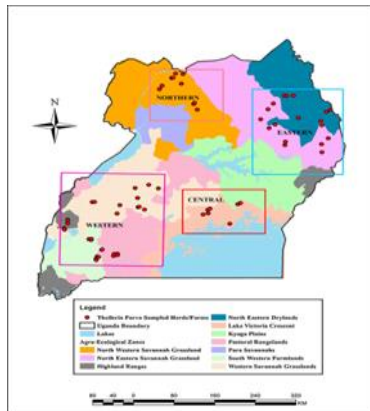 N
NORTHERN
EASTERN
CENTRAL
WESTERN
Legend
Theileria Parva Sampled Herds/Farms
Uganda Boundary
Lakes
Agro-Ecological Zones
North Western Savannah Grassland
North Eastern Savannah Grassland
Highland Ranges
North Eastern Drylands
Lake Victoria Crescent
Kyoga Plains
Pastoral Rangelands
Para Savannahs
South Western Farmlands
Western Savannah Grasslands